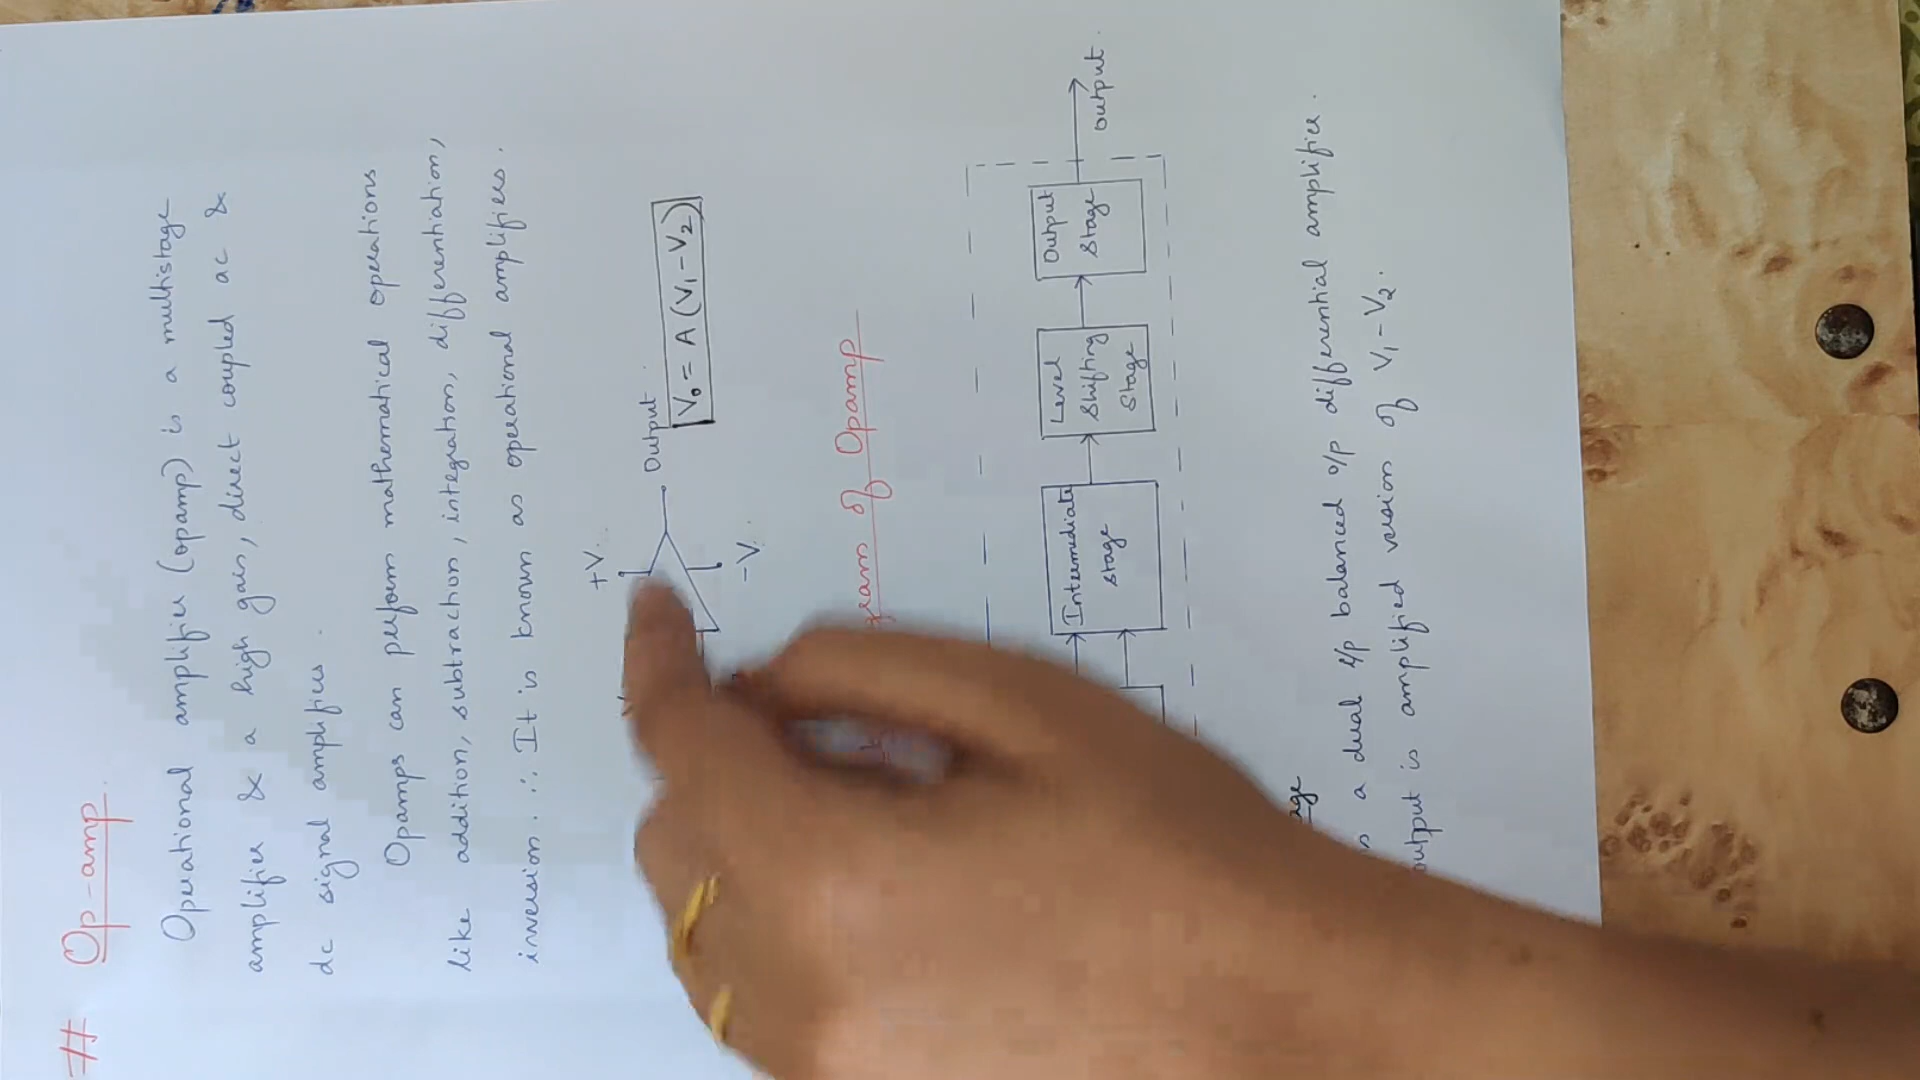 # Op-amp
Operational amplifier (opamp) is a multistage
amplifier & a high gain, direct coupled ac &
dc signal amplifier.
Opamps can perform mathematical operations
like addition, subtraction, integration, differentiation,
inversion. ∴ It is known as operational amplifiers.
+V
Output
-V
V₀ = A(V₁ - V₂)
of Opamp
Intermediate
Stage
Level
Shifting
Stage
Output
Stage
Output
a dual i/p balanced o/p differential amplifier.
output is amplified version of V₁ - V₂.